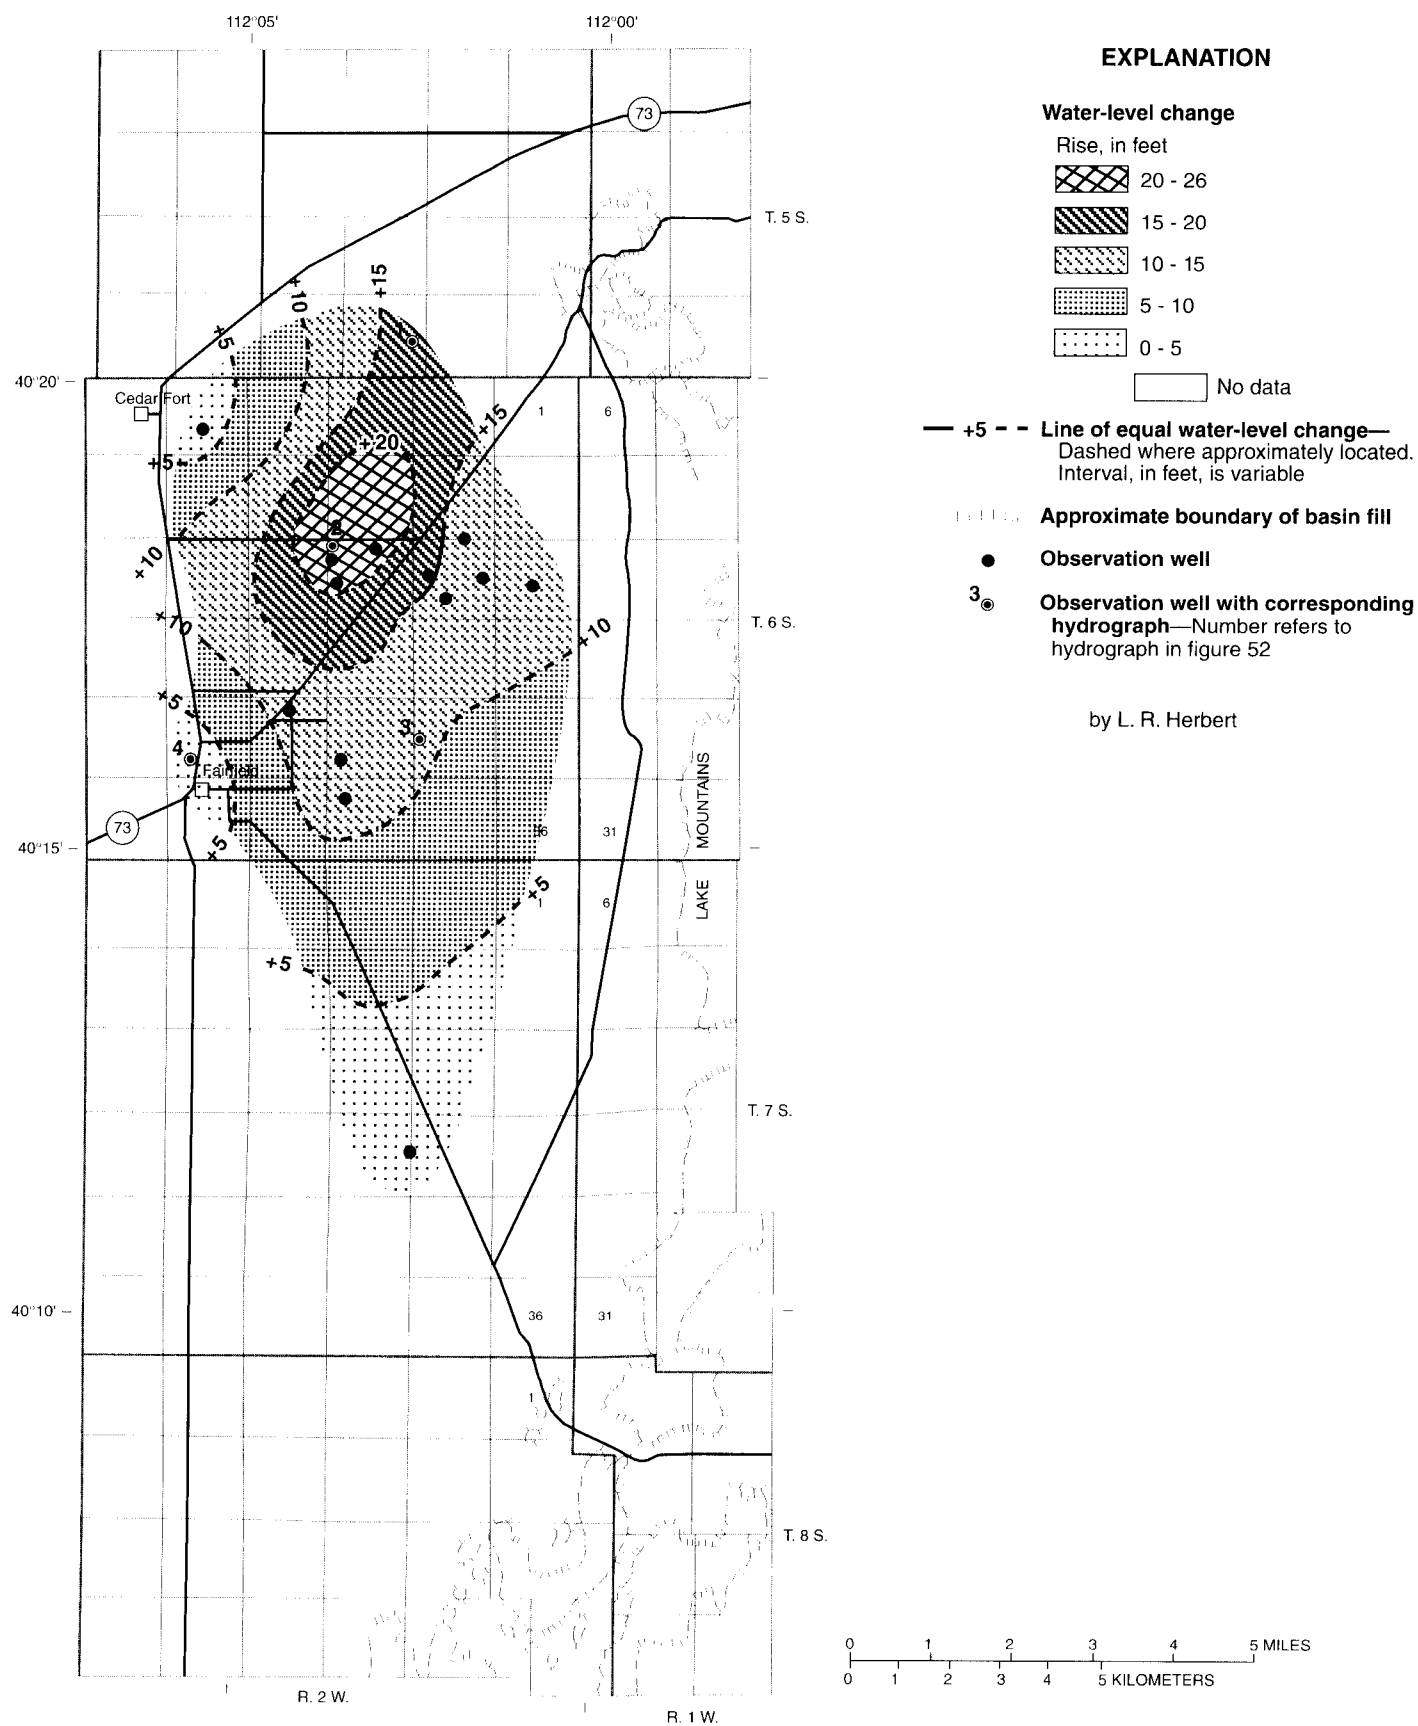 112°05'
112°00'
EXPLANATION
73
Water-level change
Rise, in feet
20 - 26
15 - 20
T. 5 S.
10 - 15
5 - 10
0 - 5
No data
+15
+10
+5
40°20'
Cedar Fort
1
6
+15
+20
+5
+5
Line of equal water-level change—
Dashed where approximately located.
Interval, in feet, is variable
Approximate boundary of basin fill
2
+10
Observation well
3
Observation well with corresponding
hydrograph—Number refers to
hydrograph in figure 52
+10
+10
T. 6 S.
+5
by L. R. Herbert
3
4
Fairfield
LAKE MOUNTAINS
73
36
31
40°15'
+5
+5
1
6
+5
T. 7 S.
40°10'
36
31
1
T. 8 S.
0 1 2 3 4 5 MILES
0 1 2 3 4 5 KILOMETERS
R. 2 W.
R. 1 W.